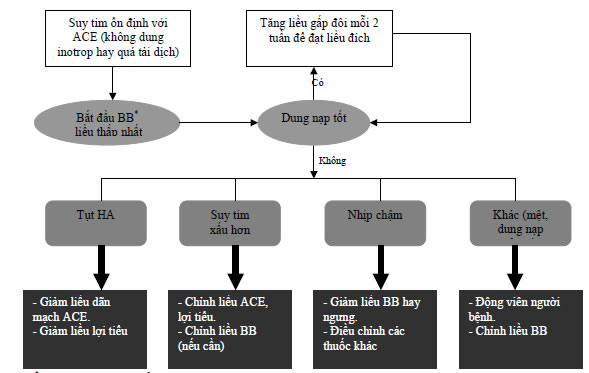 Suy tim ổn định với
ACE (không dung
inotrop hay quá tải dịch)
Tăng liều gấp đôi mỗi 2
tuần để đạt liều đích
Có
Bắt đầu BB*
liều thấp nhất
Dung nạp tốt
Không
Tụt HA
Suy tim
xấu hơn
Nhịp chậm
Khác (mệt,
dung nạp
- Giảm liều dãn
mạch ACE.
- Giảm liều lợi tiểu
- Chỉnh liều ACE,
lợi tiểu.
- Chỉnh liều BB
(nếu cần)
- Giảm liều BB hay
ngưng.
- Điều chỉnh các
thuốc khác
- Động viên người
bệnh.
- Chỉnh liều BB